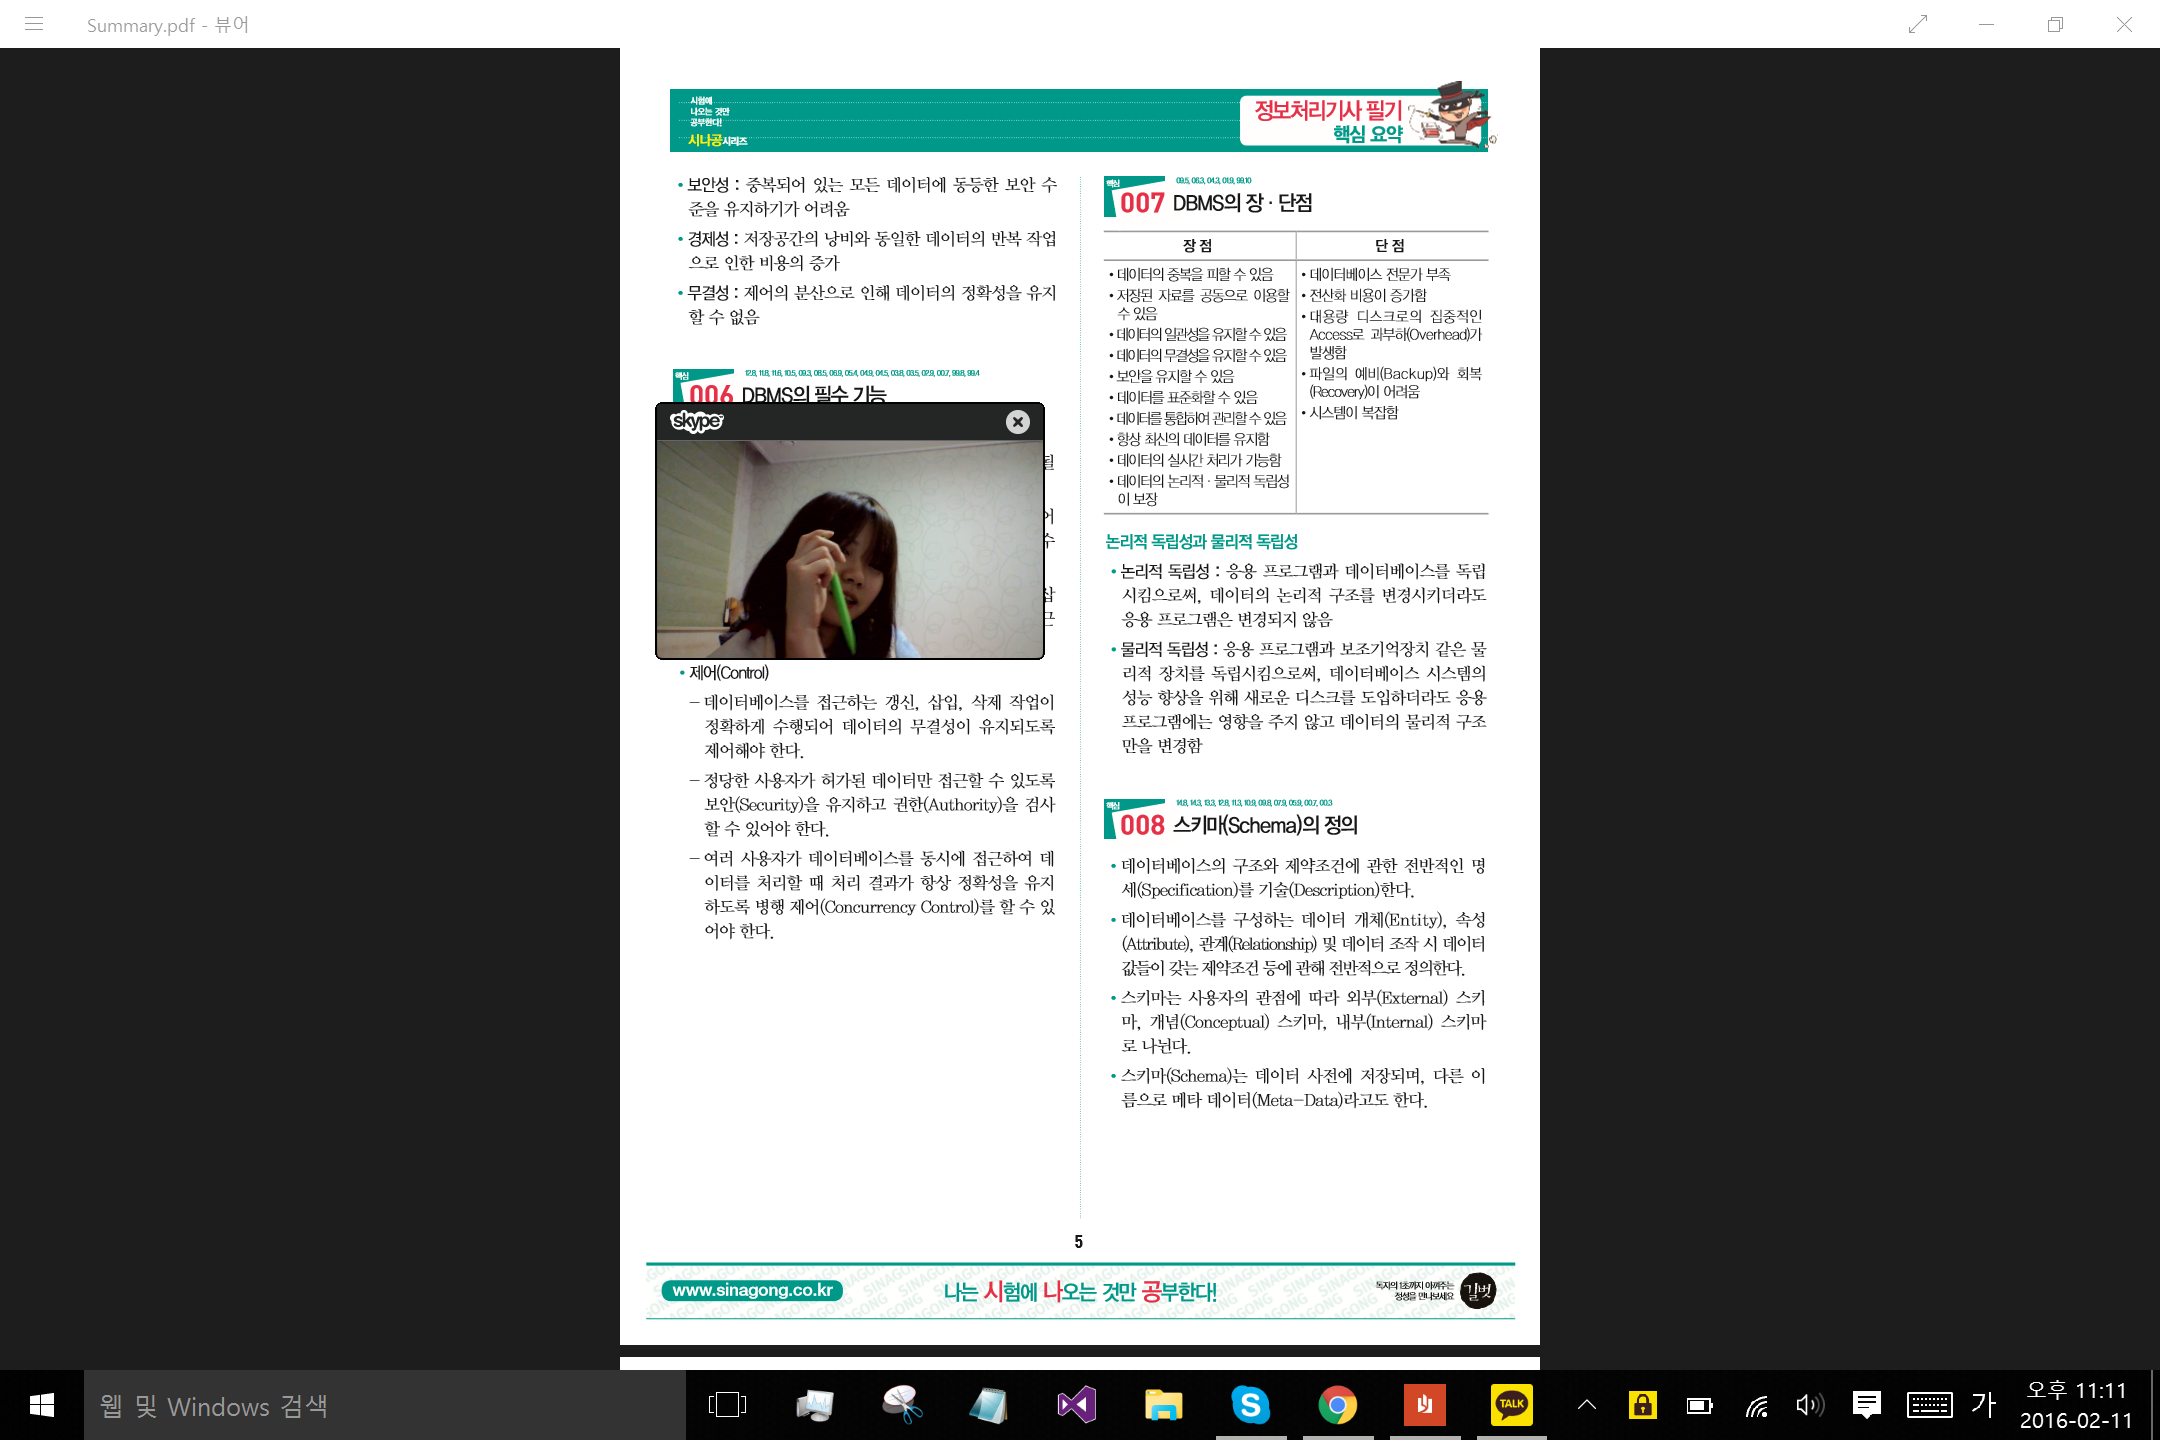 Summary.pdf - 뷰어
시험에
나오는 것만
공부한다!
시나공시리즈
정보처리기사 필기
핵심 요약
• 보안성 : 중복되어 있는 모든 데이터에 동등한 보안 수
준을 유지하기가 어려움
• 경제성 : 저장공간의 낭비와 동일한 데이터의 반복 작업
으로 인한 비용의 증가
• 무결성 : 제어의 분산으로 인해 데이터의 정확성을 유지
할 수 없음
핵심
12.8, 11.8, 11.6, 10.5, 09.3, 08.5, 06.9, 05.4, 04.9, 04.5, 03.8, 03.5, 02.9, 00.7, 99.8, 99.4
006 DBMS의 필수 기능
skype
될
어
수
삽
근
• 제어(Control)
– 데이터베이스를 접근하는 갱신, 삽입, 삭제 작업이
정확하게 수행되어 데이터의 무결성이 유지되도록
제어해야 한다.
– 정당한 사용자가 허가된 데이터만 접근할 수 있도록
보안(Security)을 유지하고 권한(Authority)을 검사
할 수 있어야 한다.
– 여러 사용자가 데이터베이스를 동시에 접근하여 데
이터를 처리할 때 처리 결과가 항상 정확성을 유지
하도록 병행 제어(Concurrency Control)를 할 수 있
어야 한다.
핵심
09.5, 06.3, 04.3, 01.9, 99.10
007 DBMS의 장 · 단점
장 점
단 점
• 데이터의 중복을 피할 수 있음
• 저장된 자료를 공동으로 이용할
수 있음
• 데이터의 일관성을 유지할 수 있음
• 데이터의 무결성을 유지할 수 있음
• 보안을 유지할 수 있음
• 데이터를 표준화할 수 있음
• 데이터를 통합하여 관리할 수 있음
• 항상 최신의 데이터를 유지함
• 데이터의 실시간 처리가 가능함
• 데이터의 논리적 · 물리적 독립성
이 보장
• 데이터베이스 전문가 부족
• 전산화 비용이 증가함
• 대용량 디스크로의 집중적인
Access로 과부하(Overhead)가
발생함
• 파일의 예비(Backup)와 회복
(Recovery)이 어려움
• 시스템이 복잡함
논리적 독립성과 물리적 독립성
• 논리적 독립성 : 응용 프로그램과 데이터베이스를 독립
시킴으로써, 데이터의 논리적 구조를 변경시키더라도
응용 프로그램은 변경되지 않음
• 물리적 독립성 : 응용 프로그램과 보조기억장치 같은 물
리적 장치를 독립시킴으로써, 데이터베이스 시스템의
성능 향상을 위해 새로운 디스크를 도입하더라도 응용
프로그램에는 영향을 주지 않고 데이터의 물리적 구조
만을 변경함
핵심
14.8, 14.3, 13.3, 12.8, 11.3, 10.9, 09.8, 07.9, 05.9, 00.7, 00.3
008 스키마(Schema)의 정의
• 데이터베이스의 구조와 제약조건에 관한 전반적인 명
세(Specification)를 기술(Description)한다.
• 데이터베이스를 구성하는 데이터 개체(Entity), 속성
(Attribute), 관계(Relationship) 및 데이터 조작 시 데이터
값들이 갖는 제약조건 등에 관해 전반적으로 정의한다.
• 스키마는 사용자의 관점에 따라 외부(External) 스키
마, 개념(Conceptual) 스키마, 내부(Internal) 스키마
로 나뉜다.
• 스키마(Schema)는 데이터 사전에 저장되며, 다른 이
름으로 메타 데이터(Meta-Data)라고도 한다.
5
www.sinagong.co.kr
나는 시험에 나오는 것만 공부한다!
독자의 1초까지 아껴주는
정성을 만나보세요
길벗
웹 및 Windows 검색
TALK
가
오후 11:11
2016-02-11